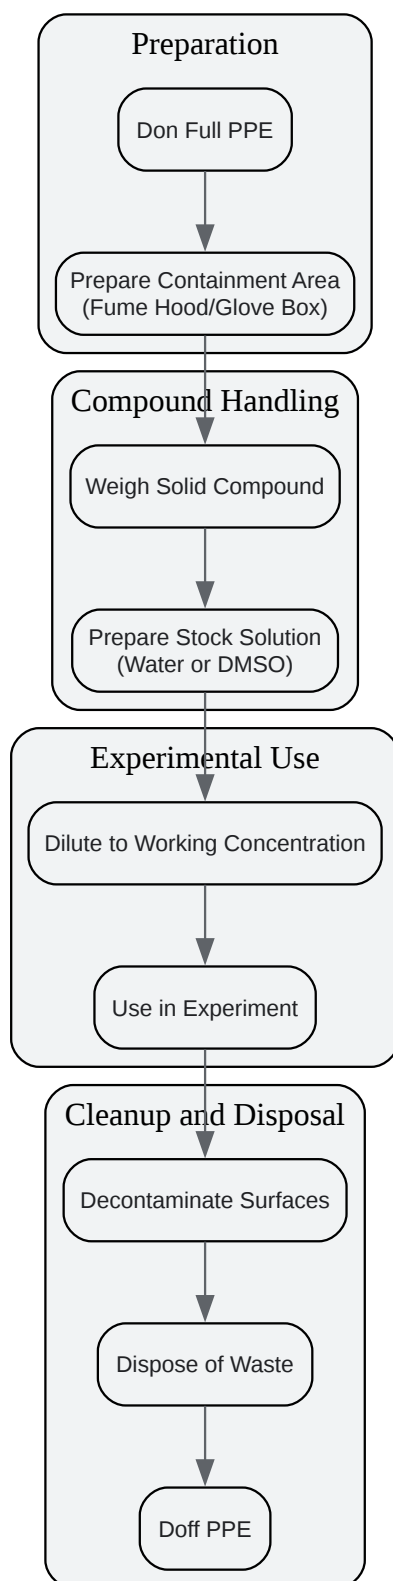 Preparation
Don Full PPE
Prepare Containment Area
(Fume Hood/Glove Box)
Compound Handling
Weigh Solid Compound
Prepare Stock Solution
(Water or DMSO)
Experimental Use
Dilute to Working Concentration
Use in Experiment
Cleanup and Disposal
Decontaminate Surfaces
Dispose of Waste
Doff PPE